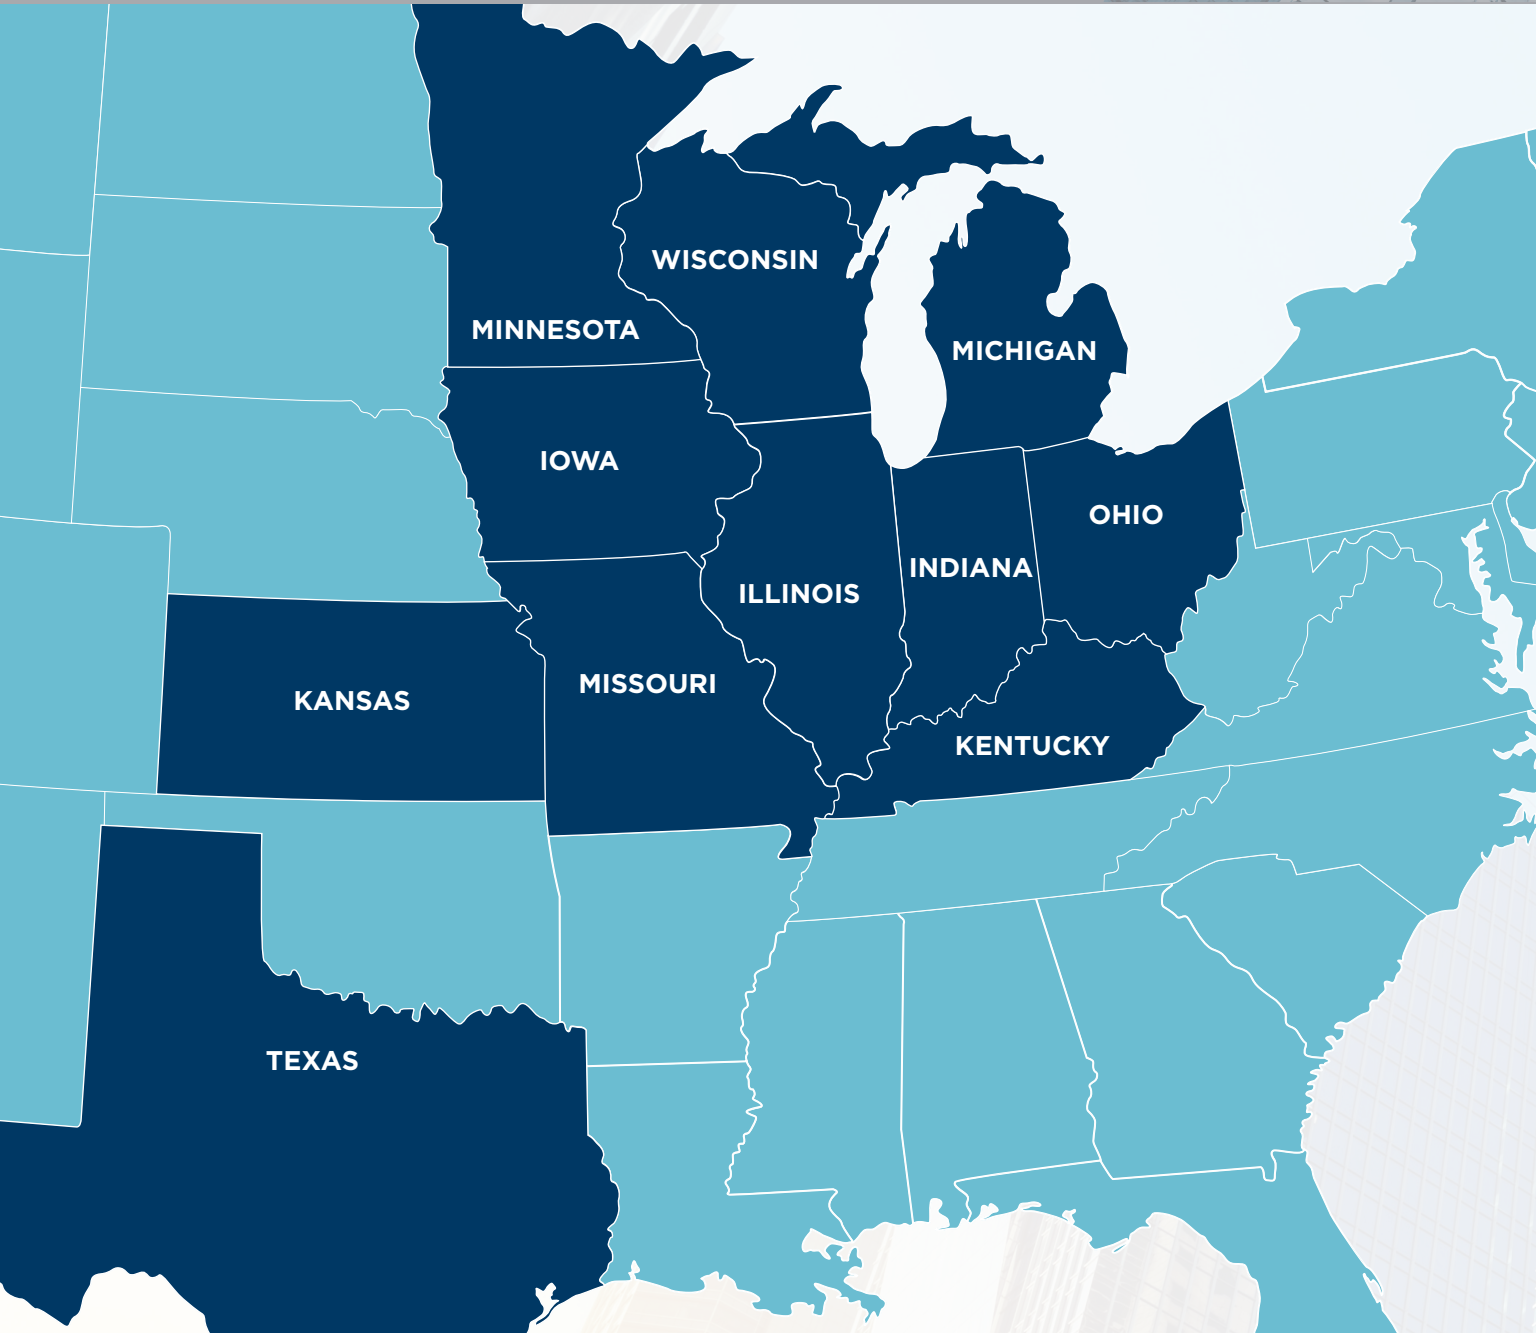 WISCONSIN
MINNESOTA
MICHIGAN
IOWA
OHIO
INDIANA
ILLINOIS
MISSOURI
KANSAS
KENTUCKY
TEXAS